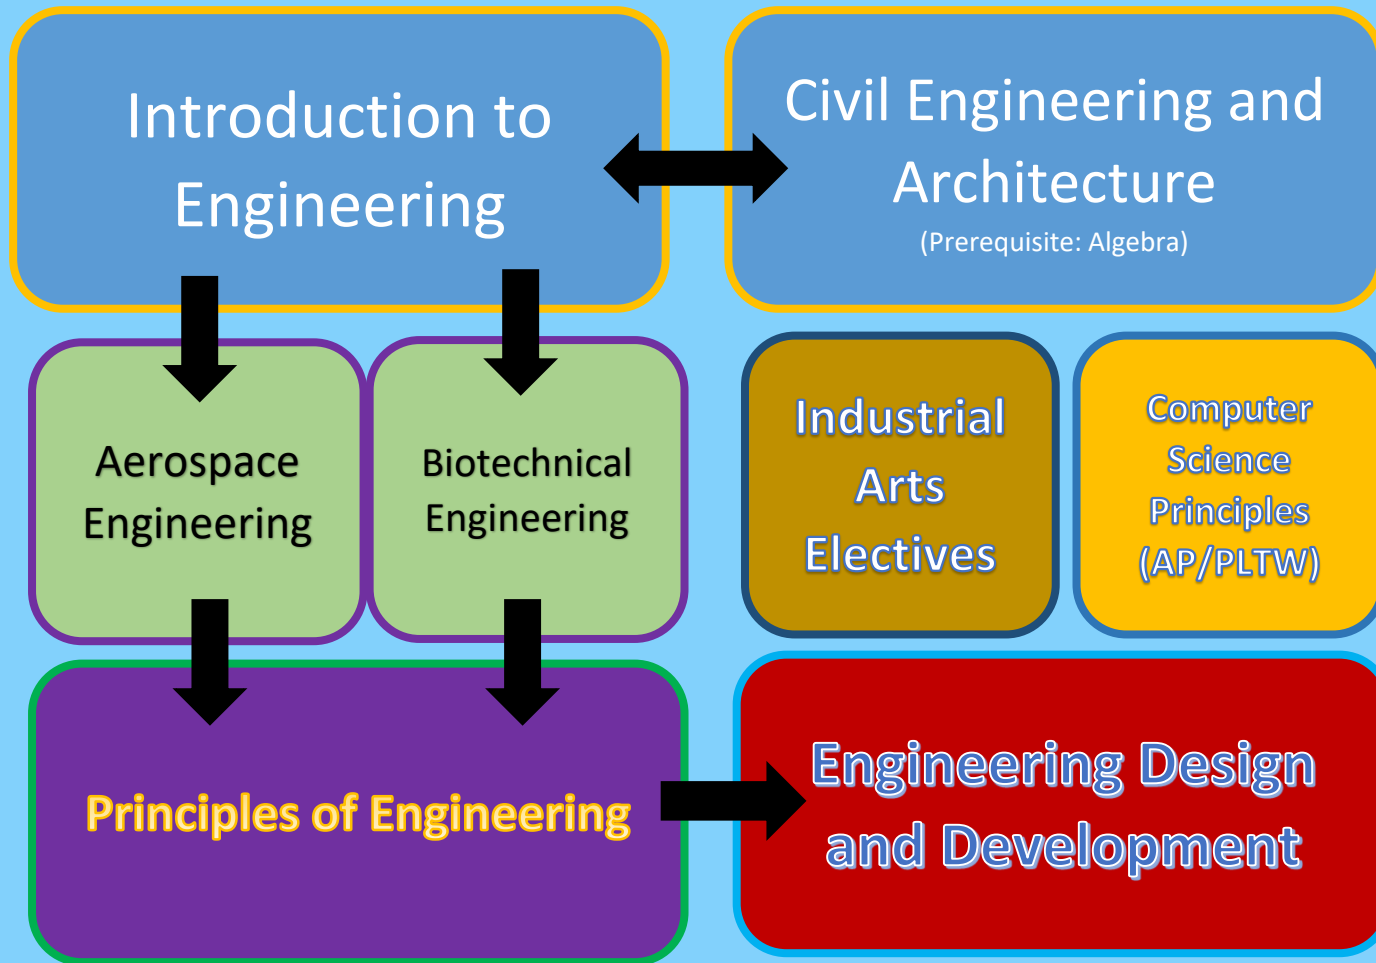 Introduction to
Engineering
Civil Engineering and
Architecture
(Prerequisite: Algebra)
Aerospace
Engineering
Biotechnical
Engineering
Industrial
Arts
Electives
Computer
Science
Principles
(AP/PLTW)
Principles of Engineering
Engineering Design
and Development